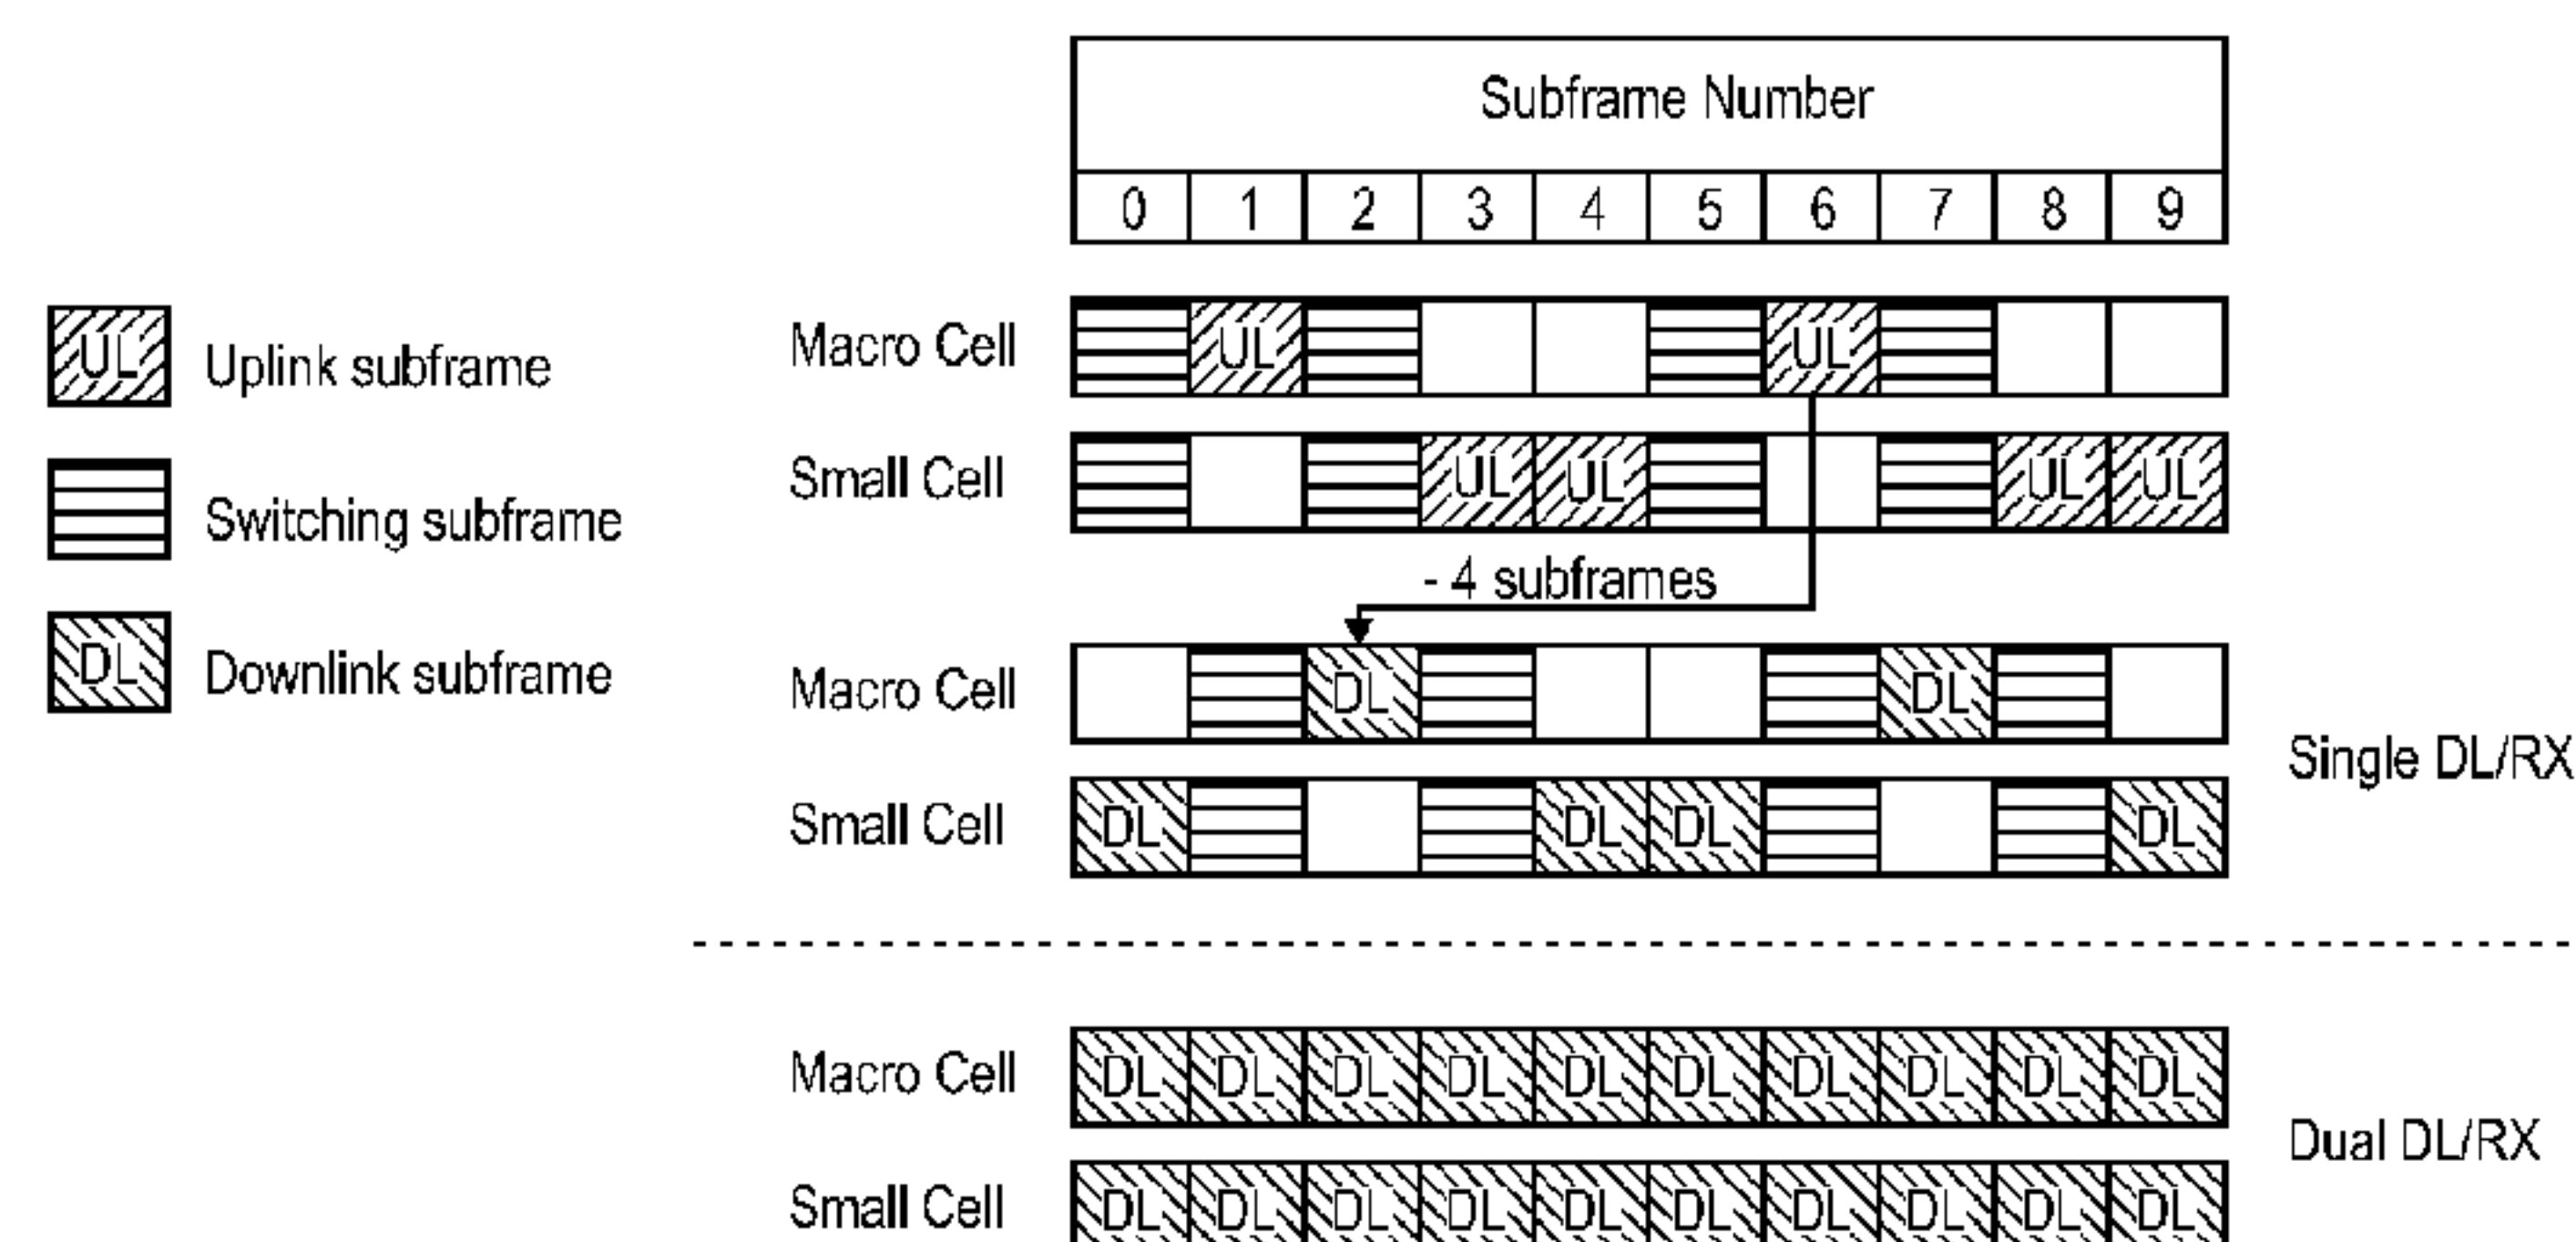 Subframe Number
0 1 2 3 4 5 6 7 8 9
UL Uplink subframe
Switching subframe
DL Downlink subframe
Macro Cell UL UL
Small Cell UL UL UL UL
- 4 subframes
Macro Cell DL DL
Small Cell DL DL DL DL
Single DL/RX
Macro Cell DL DL DL DL DL DL DL DL DL DL
Small Cell DL DL DL DL DL DL DL DL DL DL
Dual DL/RX